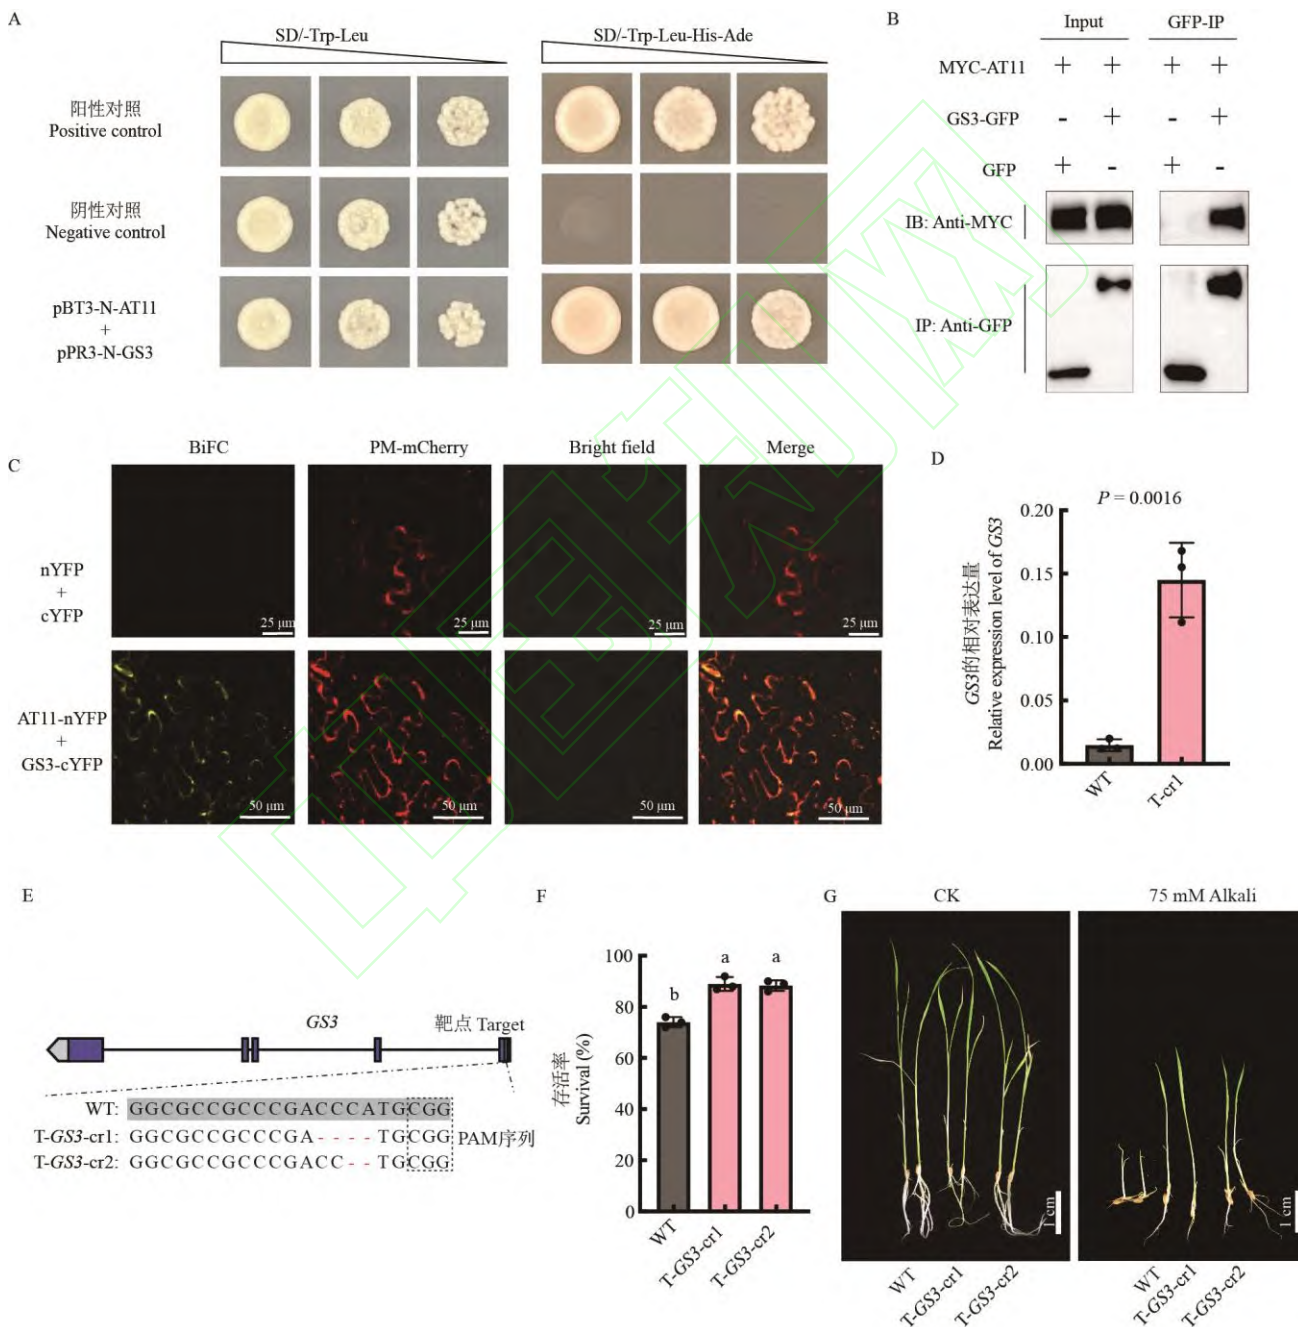 A
SD/-Trp-Leu
SD/-Trp-Leu-His-Ade
阳性对照
Positive control
阴性对照
Negative control
pBT3-N-AT11
+
pPR3-N-GS3
B
Input
GFP-IP
MYC-AT11
+ + + +
GS3-GFP
- + - +
GFP
+ - + -
IB: Anti-MYC
IP: Anti-GFP
C
BiFC
PM-mCherry
Bright field
Merge
nYFP
+
cYFP
25 μm
25 μm
25 μm
25 μm
AT11-nYFP
+
GS3-cYFP
50 μm
50 μm
50 μm
50 μm
D
P = 0.0016
GS3的相对表达量
Relative expression level of GS3
0.20
0.15
0.10
0.05
0.00
WT
T-cr1
E
GS3
靶点 Target
WT: GGCGCCGCCCGACCCATGCGG
T-GS3-cr1: GGCGCCGCCCGA----TGCGG
PAM序列
T-GS3-cr2: GGCGCCGCCCGACC--TGCGG
F
存活率
Survival (%)
100
80
60
40
20
0
b
a
a
WT
T-GS3-cr1
T-GS3-cr2
G
CK
75 mM Alkali
1 cm
1 cm
WT
T-GS3-cr1
T-GS3-cr2
WT
T-GS3-cr1
T-GS3-cr2